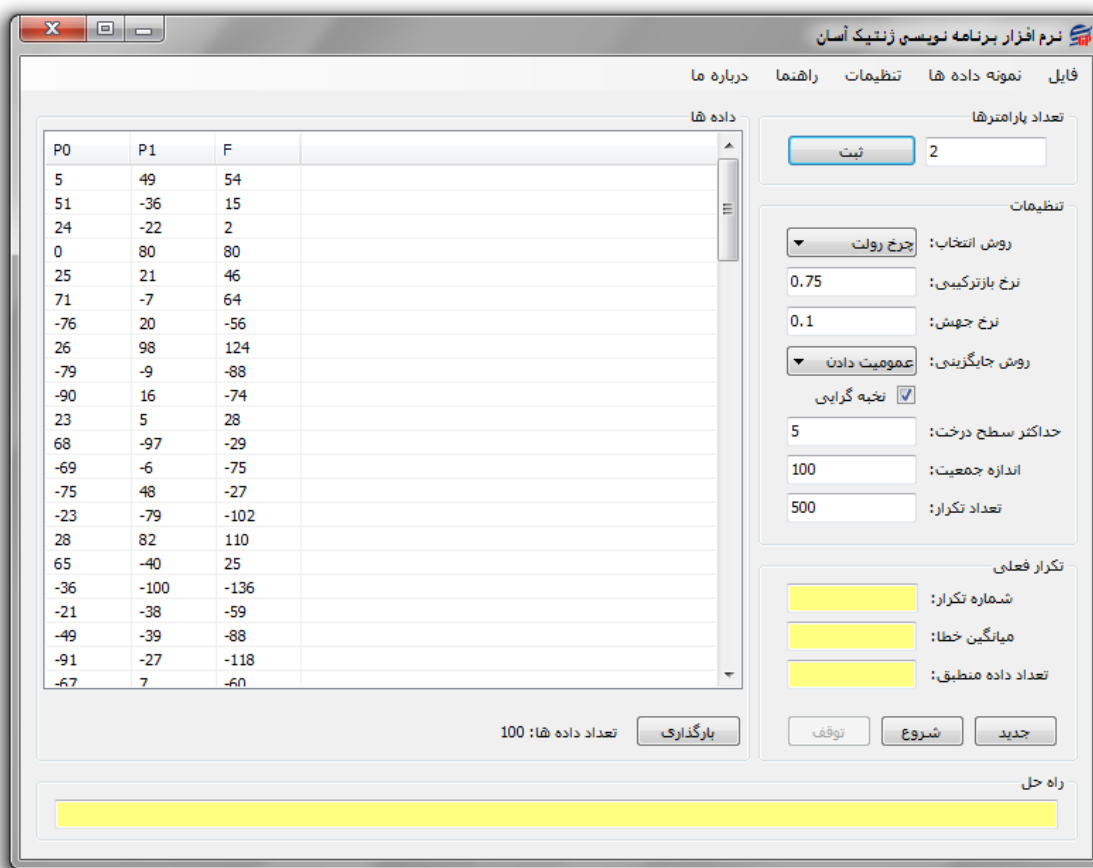 نرم افزار برنامه نویسی ژنتیک آسان
فایل نمونه داده ها تنظیمات راهنما درباره ما
تعداد پارامترها
2 ثبت
تنظیمات
روش انتخاب: چرخ رولت
نرخ بازترکیبی: 0.75
نرخ جهش: 0.1
روش جایگزینی: عمومیت دادن
نخبه گرایی
حداکثر سطح درخت: 5
اندازه جمعیت: 100
تعداد تکرار: 500
تکرار فعلی
شماره تکرار:
میانگین خطا:
تعداد داده منطبق:
جدید شروع توقف
داده ها
P0 P1 F
5 49 54
51 -36 15
24 -22 2
0 80 80
25 21 46
71 -7 64
-76 20 -56
26 98 124
-79 -9 -88
-90 16 -74
23 5 28
68 -97 -29
-69 -6 -75
-75 48 -27
-23 -79 -102
28 82 110
65 -40 25
-36 -100 -136
-21 -38 -59
-49 -39 -88
-91 -27 -118
-67 7 -60
بارگذاری تعداد داده ها: 100
راه حل